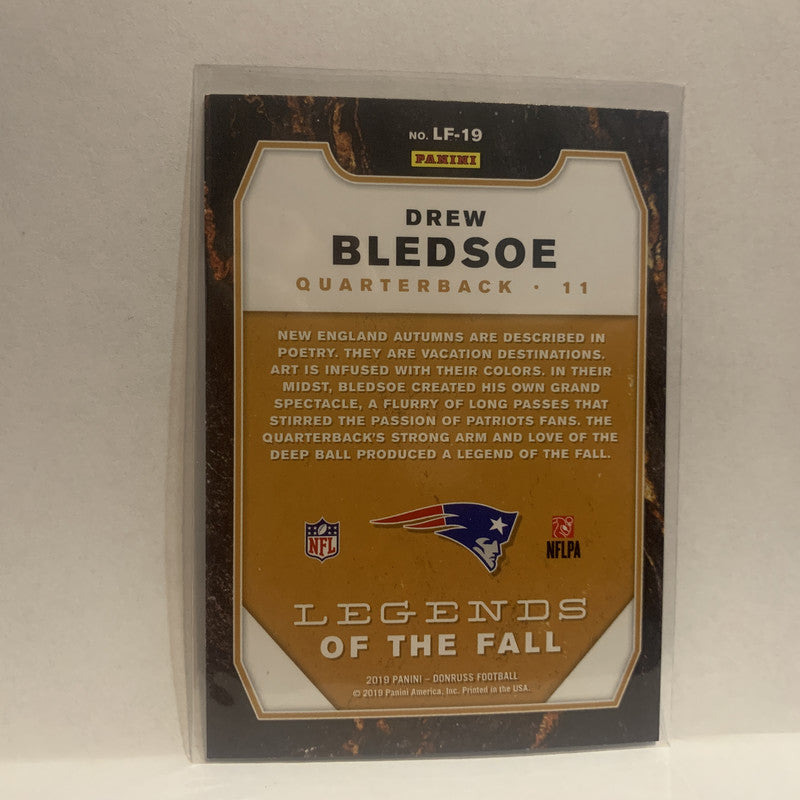 NO. LF-19
PANINI
DREW
BLEDSOE
QUARTERBACK · 11
NEW ENGLAND AUTUMNS ARE DESCRIBED IN
POETRY. THEY ARE VACATION DESTINATIONS.
ART IS INFUSED WITH THEIR COLORS. IN THEIR
MIDST, BLEDSOE CREATED HIS OWN GRAND
SPECTACLE, A FLURRY OF LONG PASSES THAT
STIRRED THE PASSION OF PATRIOTS FANS. THE
QUARTERBACK'S STRONG ARM AND LOVE OF THE
DEEP BALL PRODUCED A LEGEND OF THE FALL.
NFL
NFLPA
LEGENDS
OF THE FALL
2019 PANINI – DONRUSS FOOTBALL
© 2019 Panini America, Inc. Printed in the USA.